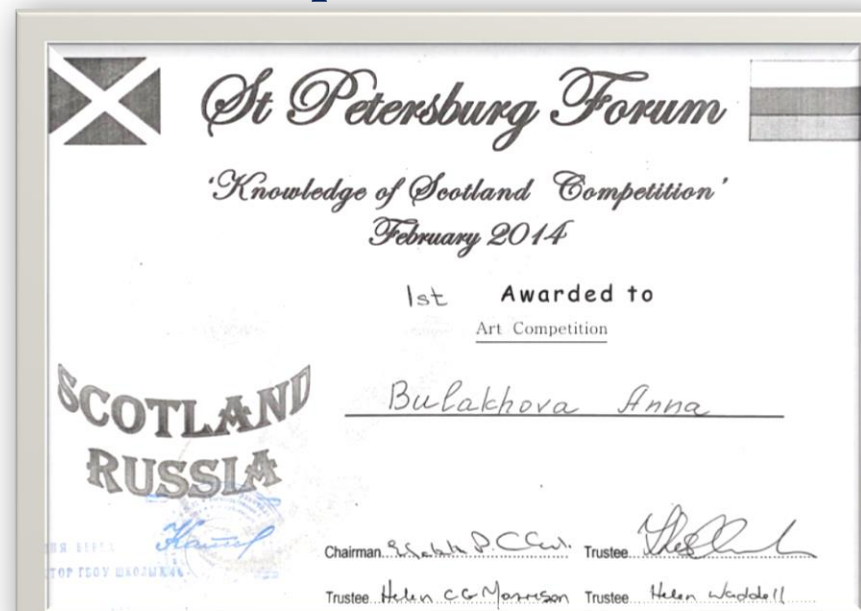 St Petersburg Forum
'Knowledge of Scotland Competition'
February 2014
1st Awarded to
Art Competition
Bulakhova Anna
SCOTLAND
RUSSIA
Chairman Trustee
Trustee Helen C G Morrison Trustee Helen Waddell